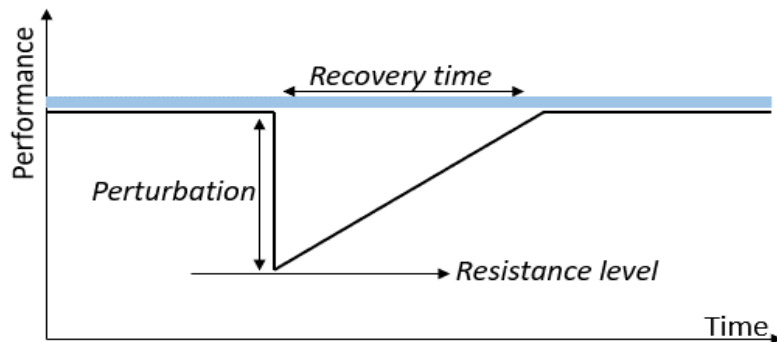 Performance
Recovery time
Perturbation
Resistance level
Time